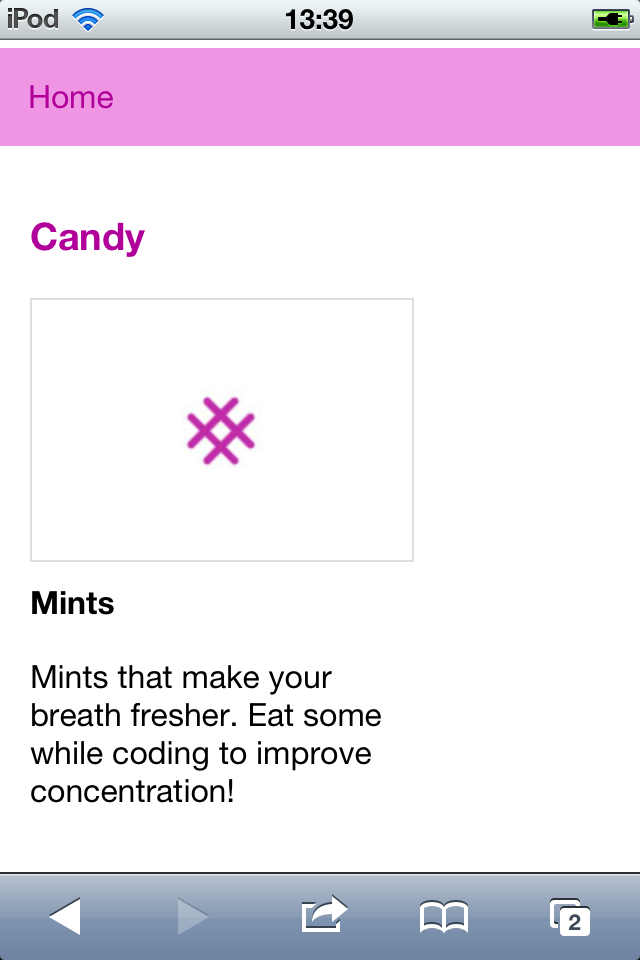 iPod 13:39
Home
Candy
Mints
Mints that make your
breath fresher. Eat some
while coding to improve
concentration!
2